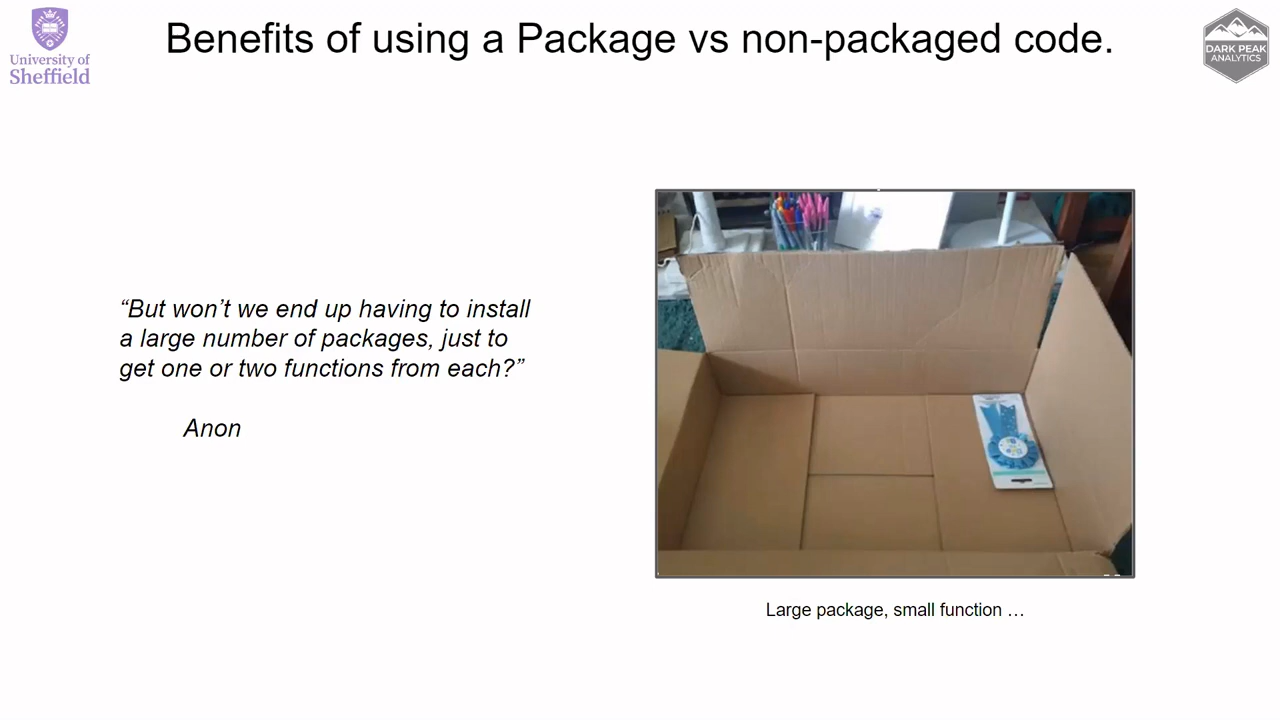 University of
Sheffield
Benefits of using a Package vs non-packaged code.
DARK PEAK
ANALYTICS
“But won’t we end up having to install
a large number of packages, just to
get one or two functions from each?”
Anon
Large package, small function …